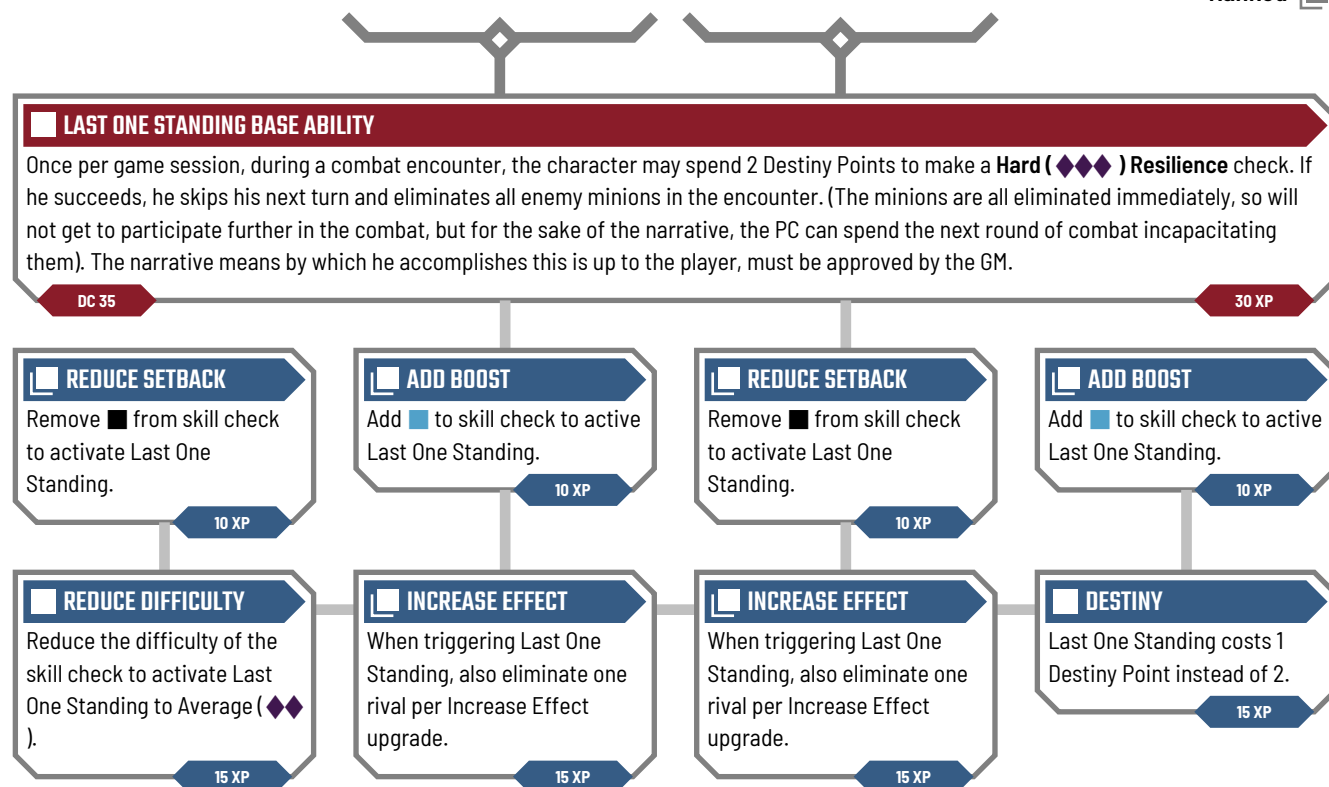 LAST ONE STANDING BASE ABILITY
Once per game session, during a combat encounter, the character may spend 2 Destiny Points to make a Hard (◆◆◆) Resilience check. If
he succeeds, he skips his next turn and eliminates all enemy minions in the encounter. (The minions are all eliminated immediately, so will
not get to participate further in the combat, but for the sake of the narrative, the PC can spend the next round of combat incapacitating
them). The narrative means by which he accomplishes this is up to the player, must be approved by the GM.
DC 35
30 XP
REDUCE SETBACK
Remove ■ from skill check
to activate Last One
Standing.
10 XP
ADD BOOST
Add ■ to skill check to active
Last One Standing.
10 XP
REDUCE SETBACK
Remove ■ from skill check
to activate Last One
Standing.
10 XP
ADD BOOST
Add ■ to skill check to active
Last One Standing.
10 XP
REDUCE DIFFICULTY
Reduce the difficulty of the
skill check to activate Last
One Standing to Average (◆◆
).
15 XP
INCREASE EFFECT
When triggering Last One
Standing, also eliminate one
rival per Increase Effect
upgrade.
15 XP
INCREASE EFFECT
When triggering Last One
Standing, also eliminate one
rival per Increase Effect
upgrade.
15 XP
DESTINY
Last One Standing costs 1
Destiny Point instead of 2.
15 XP